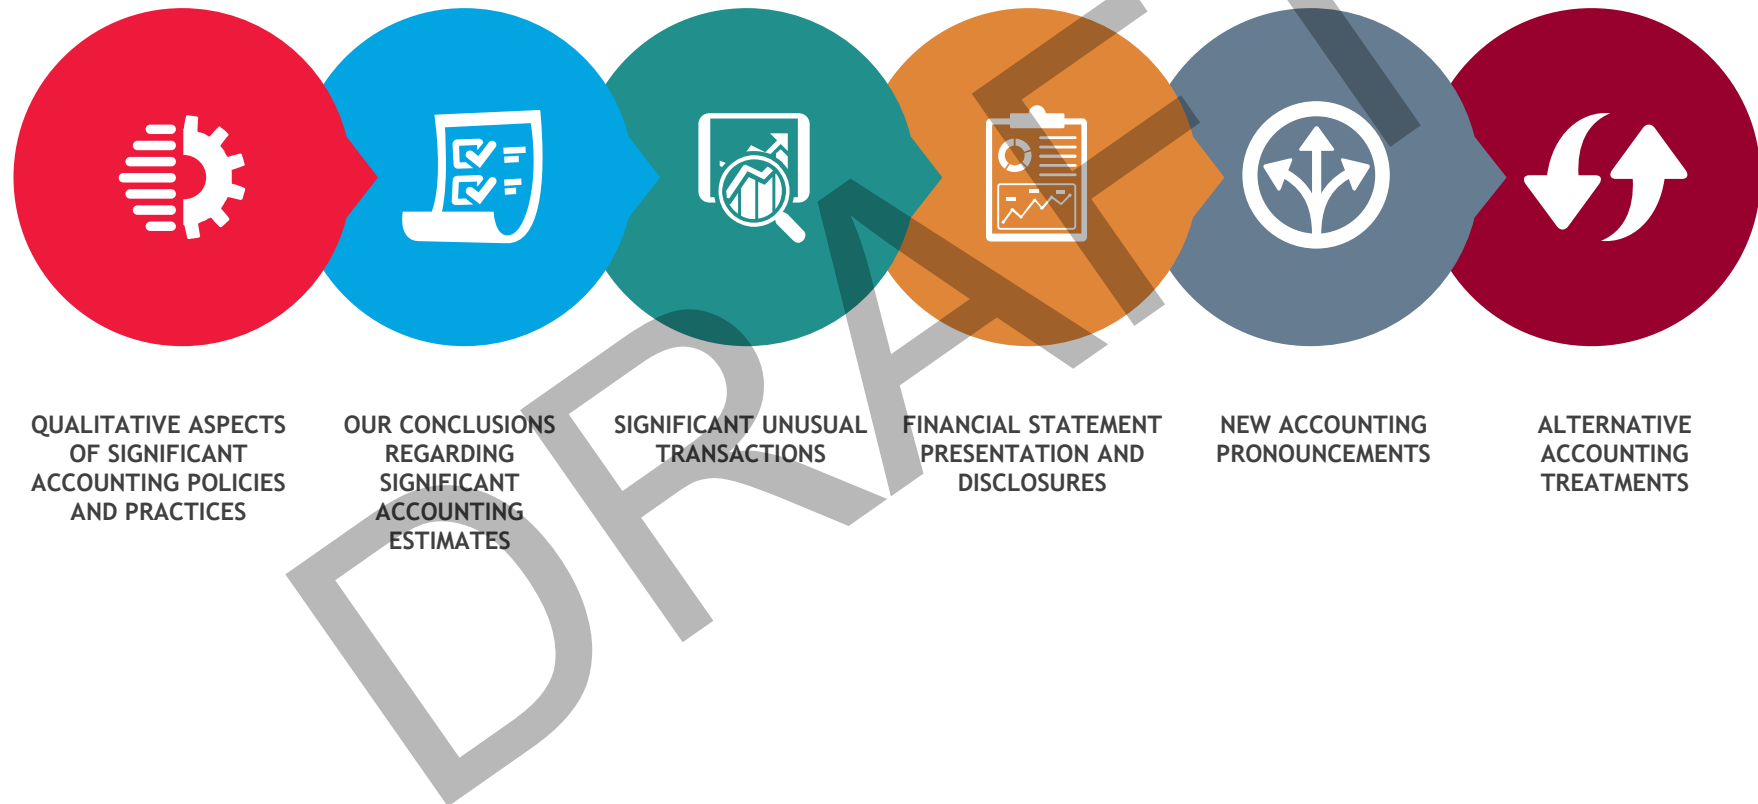 QUALITATIVE ASPECTS
OF SIGNIFICANT
ACCOUNTING POLICIES
AND PRACTICES
OUR CONCLUSIONS
REGARDING
SIGNIFICANT
ACCOUNTING
ESTIMATES
SIGNIFICANT UNUSUAL
TRANSACTIONS
FINANCIAL STATEMENT
PRESENTATION AND
DISCLOSURES
NEW ACCOUNTING
PRONOUNCEMENTS
ALTERNATIVE
ACCOUNTING
TREATMENTS
DRAFT